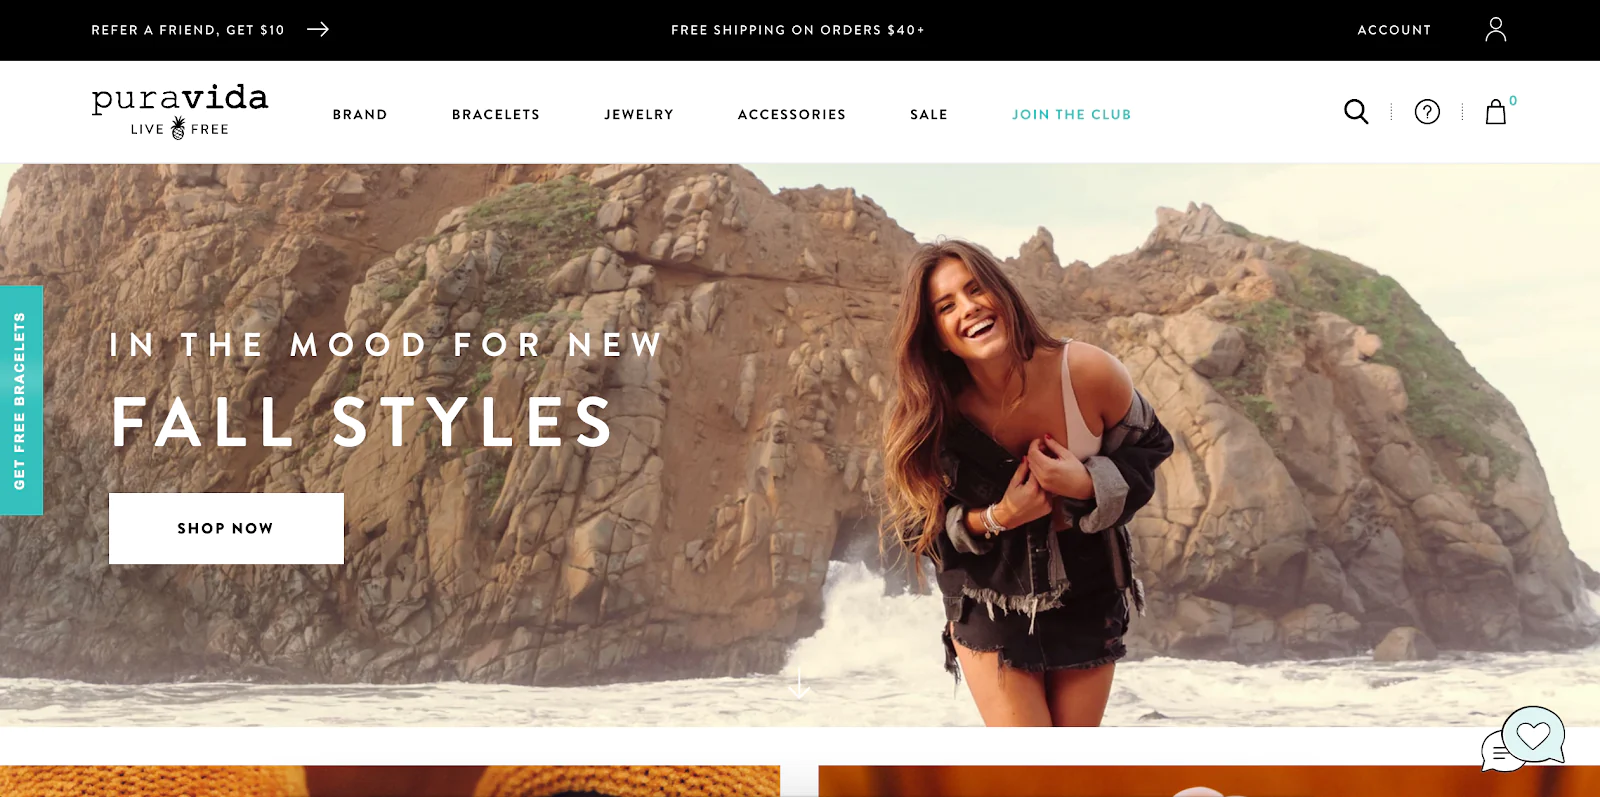 REFER A FRIEND, GET $10
FREE SHIPPING ON ORDERS $40+
ACCOUNT
puravida
LIVE FREE
BRAND
BRACELETS
JEWELRY
ACCESSORIES
SALE
JOIN THE CLUB
?
0
GET FREE BRACELETS
IN THE MOOD FOR NEW
FALL STYLES
SHOP NOW